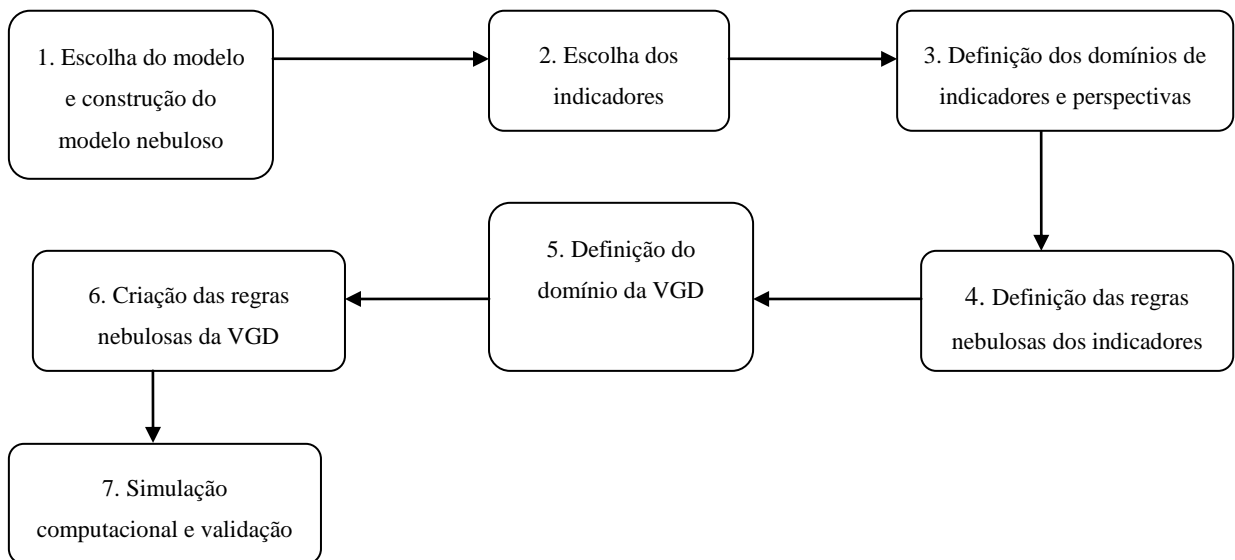 1. Escolha do modelo
e construção do
modelo nebuloso
2. Escolha dos
indicadores
3. Definição dos domínios de
indicadores e perspectivas
4. Definição das regras
nebulosas dos indicadores
5. Definição do
domínio da VGD
6. Criação das regras
nebulosas da VGD
7. Simulação
computacional e validação